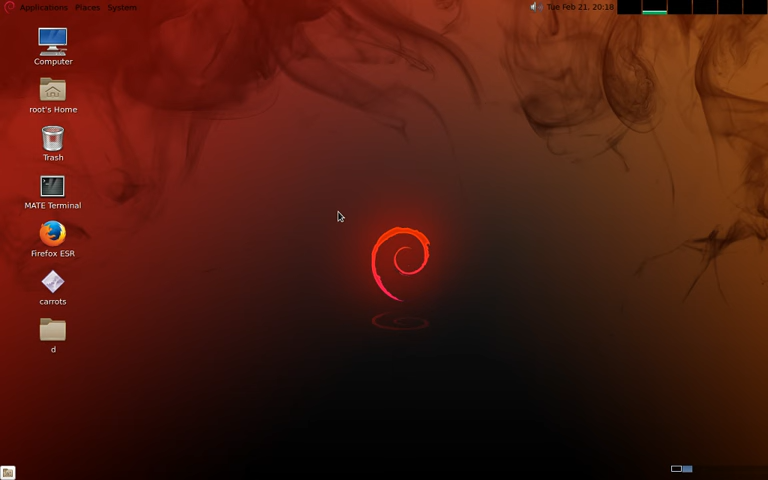 Applications Places System
Tue Feb 21, 20:18
Computer
root's Home
Trash
MATE Terminal
Firefox ESR
carrots
d